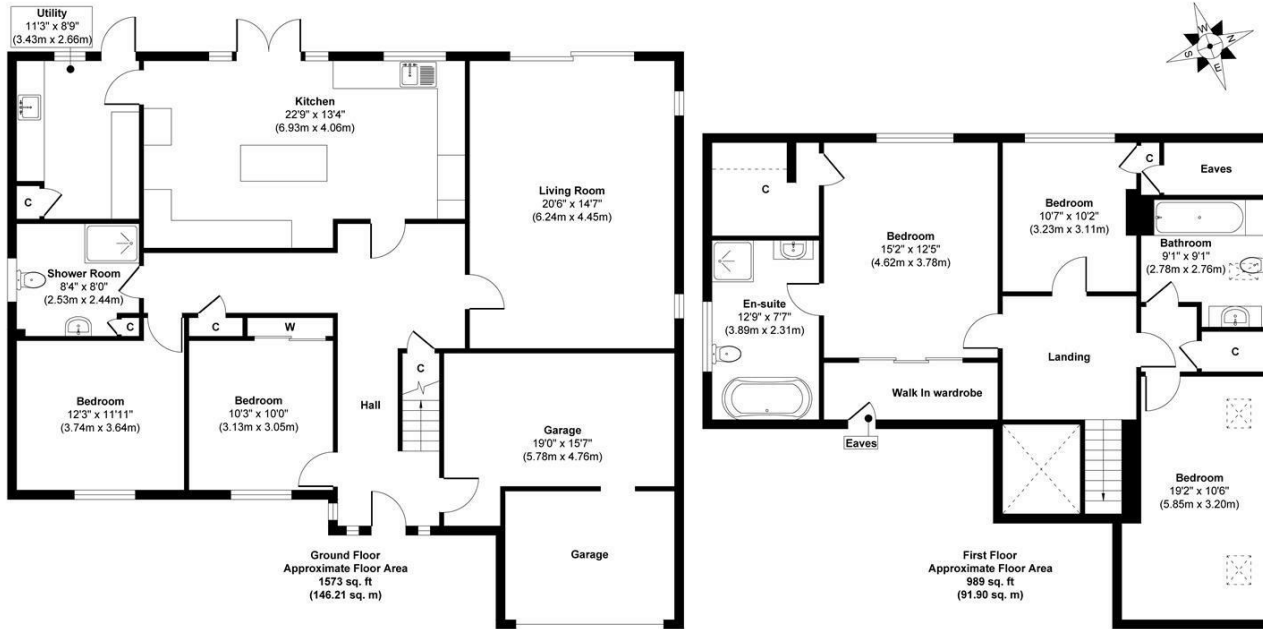 Utility
11'3" x 8'9"
(3.43m x 2.66m)
Kitchen
22'9" x 13'4"
(6.93m x 4.06m)
Living Room
20'6" x 14'7"
(6.24m x 4.45m)
C
Shower Room
8'4" x 8'0"
(2.53m x 2.44m)
C
C
W
C
Bedroom
12'3" x 11'11"
(3.74m x 3.64m)
Bedroom
10'3" x 10'0"
(3.13m x 3.05m)
Hall
Garage
19'0" x 15'7"
(5.78m x 4.76m)
Garage
Ground Floor
Approximate Floor Area
1573 sq. ft
(146.21 sq. m)
W
N
S
E
C
Bedroom
15'2" x 12'5"
(4.62m x 3.78m)
Bedroom
10'7" x 10'2"
(3.23m x 3.11m)
C
Eaves
Bathroom
9'1" x 9'1"
(2.78m x 2.76m)
En-suite
12'9" x 7'7"
(3.89m x 2.31m)
Landing
C
Walk In wardrobe
Eaves
Bedroom
19'2" x 10'6"
(5.85m x 3.20m)
First Floor
Approximate Floor Area
989 sq. ft
(91.90 sq. m)